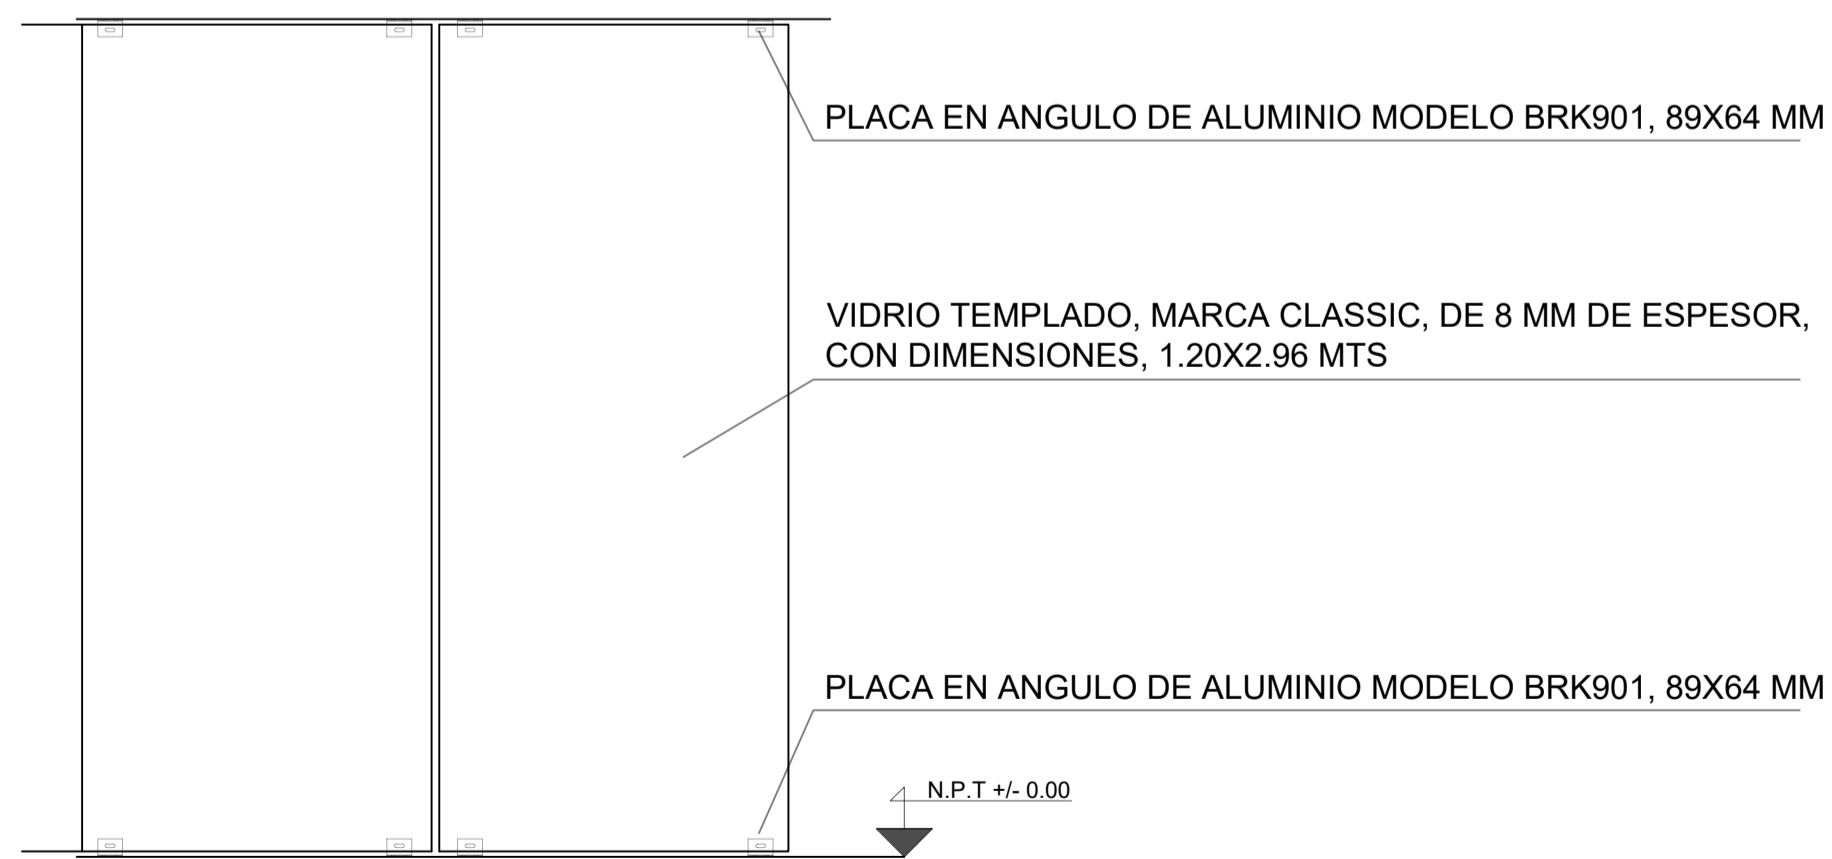 PLACA EN ANGULO DE ALUMINIO MODELO BRK901, 89X64 MM
VIDRIO TEMPLADO, MARCA CLASSIC, DE 8 MM DE ESPESOR,
CON DIMENSIONES, 1.20X2.96 MTS
PLACA EN ANGULO DE ALUMINIO MODELO BRK901, 89X64 MM
N.P.T +/- 0.00